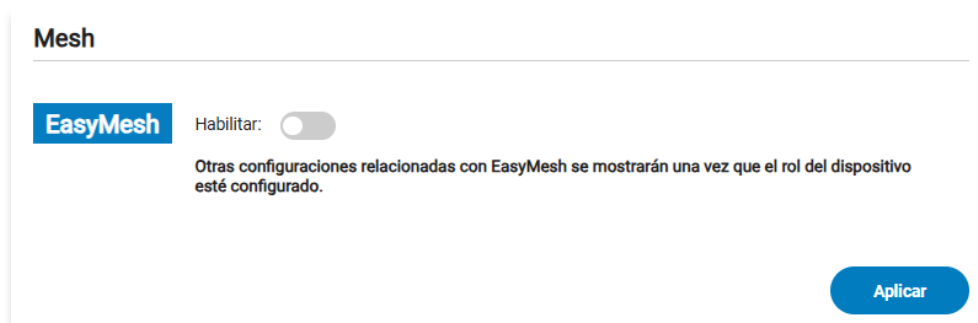 Mesh
EasyMesh
Habilitar:
Otras configuraciones relacionadas con EasyMesh se mostrarán una vez que el rol del dispositivo
esté configurado.
Aplicar